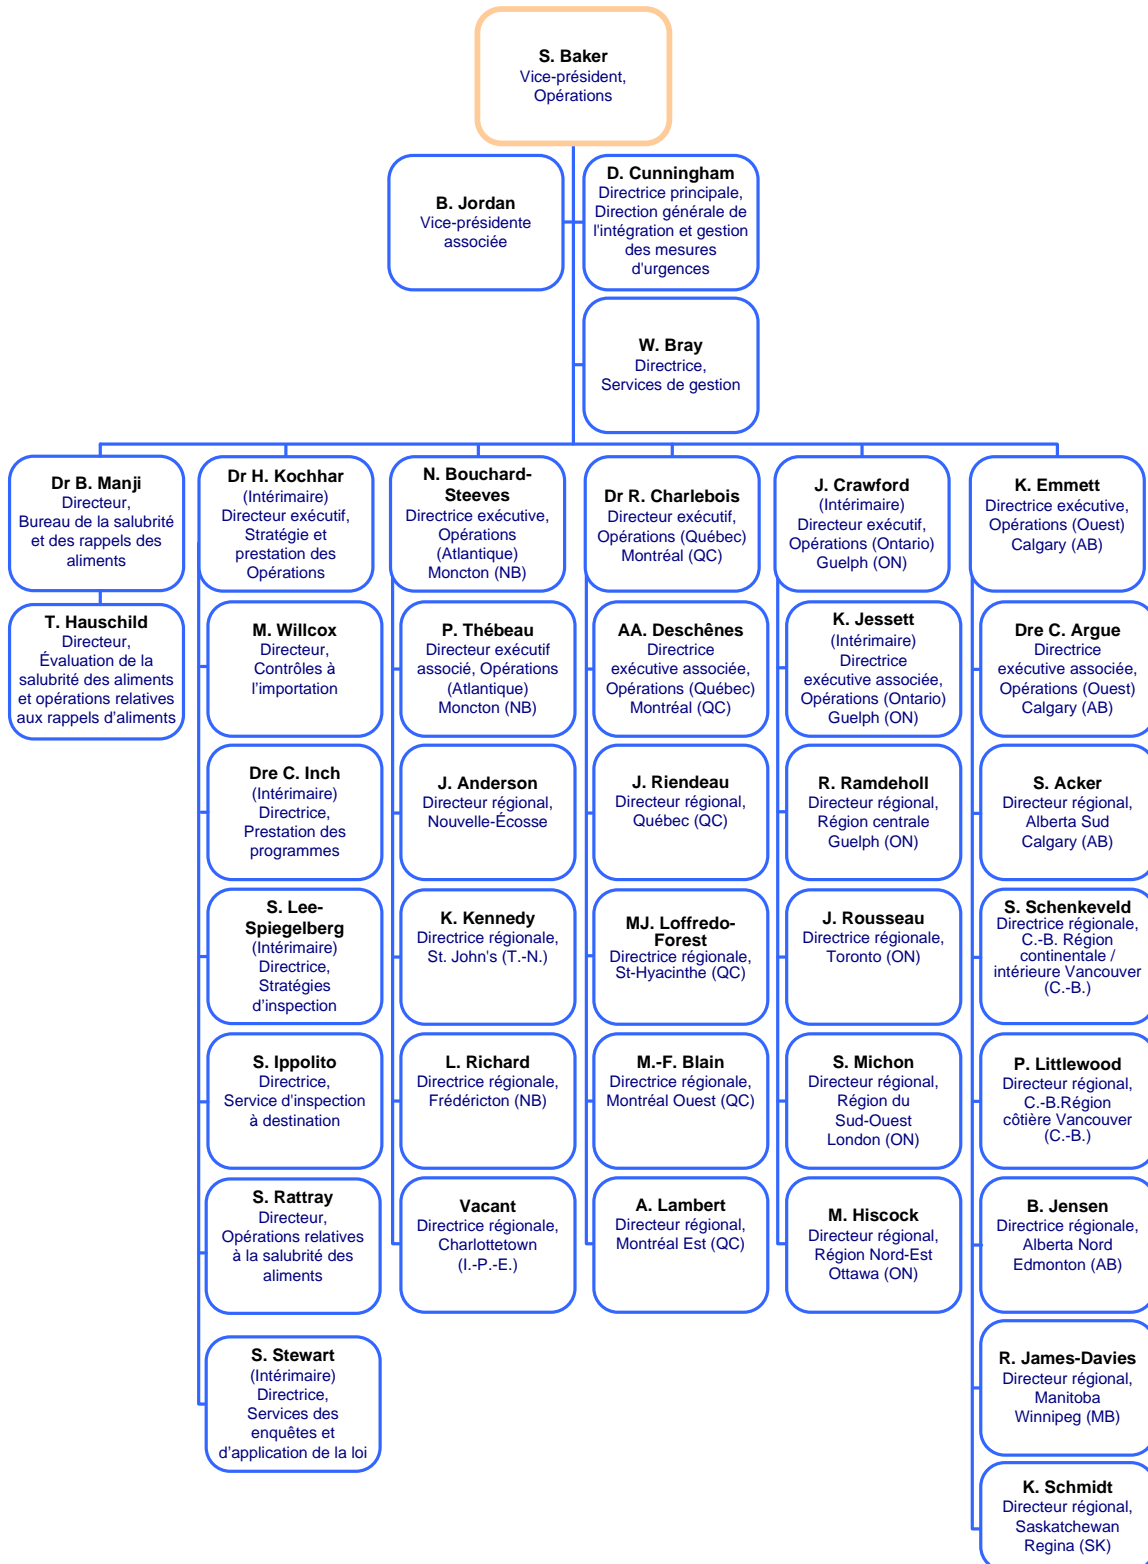 S. Baker
Vice-président,
Opérations
B. Jordan
Vice-présidente
associée
D. Cunningham
Directrice principale,
Direction générale de
l'intégration et gestion
des mesures
d'urgences
W. Bray
Directrice,
Services de gestion
Dr B. Manji
Directeur,
Bureau de la salubrité
et des rappels des
aliments
T. Hauschild
Directeur,
Évaluation de la
salubrité des aliments
et opérations relatives
aux rappels d'aliments
Dr H. Kochhar
(Intérimaire)
Directeur exécutif,
Stratégie et
prestation des
Opérations
M. Willcox
Directeur,
Contrôles à
l'importation
Dre C. Inch
(Intérimaire)
Directrice,
Prestation des
programmes
S. Lee-
Spiegelberg
(Intérimaire)
Directrice,
Stratégies
d'inspection
S. Ippolito
Directrice,
Service d'inspection
à destination
S. Rattray
Directeur,
Opérations relatives
à la salubrité des
aliments
S. Stewart
(Intérimaire)
Directrice,
Services des
enquêtes et
d'application de la loi
N. Bouchard-
Steeves
Directrice exécutive,
Opérations
(Atlantique)
Moncton (NB)
P. Thébeau
Directeur exécutif
associé, Opérations
(Atlantique)
Moncton (NB)
J. Anderson
Directeur régional,
Nouvelle-Écosse
K. Kennedy
Directrice régionale,
St. John's (T.-N.)
L. Richard
Directrice régionale,
Frédéricton (NB)
Vacant
Directrice régionale,
Charlottetown
(I.-P.-E.)
Dr R. Charlebois
Directeur exécutif,
Opérations (Québec)
Montréal (QC)
AA. Deschênes
Directrice
exécutive associée,
Opérations (Québec)
Montréal (QC)
J. Riendeau
Directeur régional,
Québec (QC)
MJ. Loffredo-
Forest
Directrice régionale,
St-Hyacinthe (QC)
M.-F. Blain
Directrice régionale,
Montréal Ouest (QC)
A. Lambert
Directeur régional,
Montréal Est (QC)
J. Crawford
(Intérimaire)
Directeur exécutif,
Opérations (Ontario)
Guelph (ON)
K. Jessett
(Intérimaire)
Directrice
exécutive associée,
Opérations (Ontario)
Guelph (ON)
R. Ramdeholl
Directeur régional,
Région centrale
Guelph (ON)
J. Rousseau
Directrice régionale,
Toronto (ON)
S. Michon
Directeur régional,
Région du
Sud-Ouest
London (ON)
M. Hiscock
Directeur régional,
Région Nord-Est
Ottawa (ON)
K. Emmett
Directrice exécutive,
Opérations (Ouest)
Calgary (AB)
Dre C. Argue
Directrice
exécutive associée,
Opérations (Ouest)
Calgary (AB)
S. Acker
Directeur régional,
Alberta Sud
Calgary (AB)
S. Schenkeveld
Directrice régionale,
C.-B. Région
continentale /
intérieure Vancouver
(C.-B.)
P. Littlewood
Directeur régional,
C.-B.Région
côtière Vancouver
(C.-B.)
B. Jensen
Directrice régionale,
Alberta Nord
Edmonton (AB)
R. James-Davies
Directeur régional,
Manitoba
Winnipeg (MB)
K. Schmidt
Directeur régional,
Saskatchewan
Regina (SK)